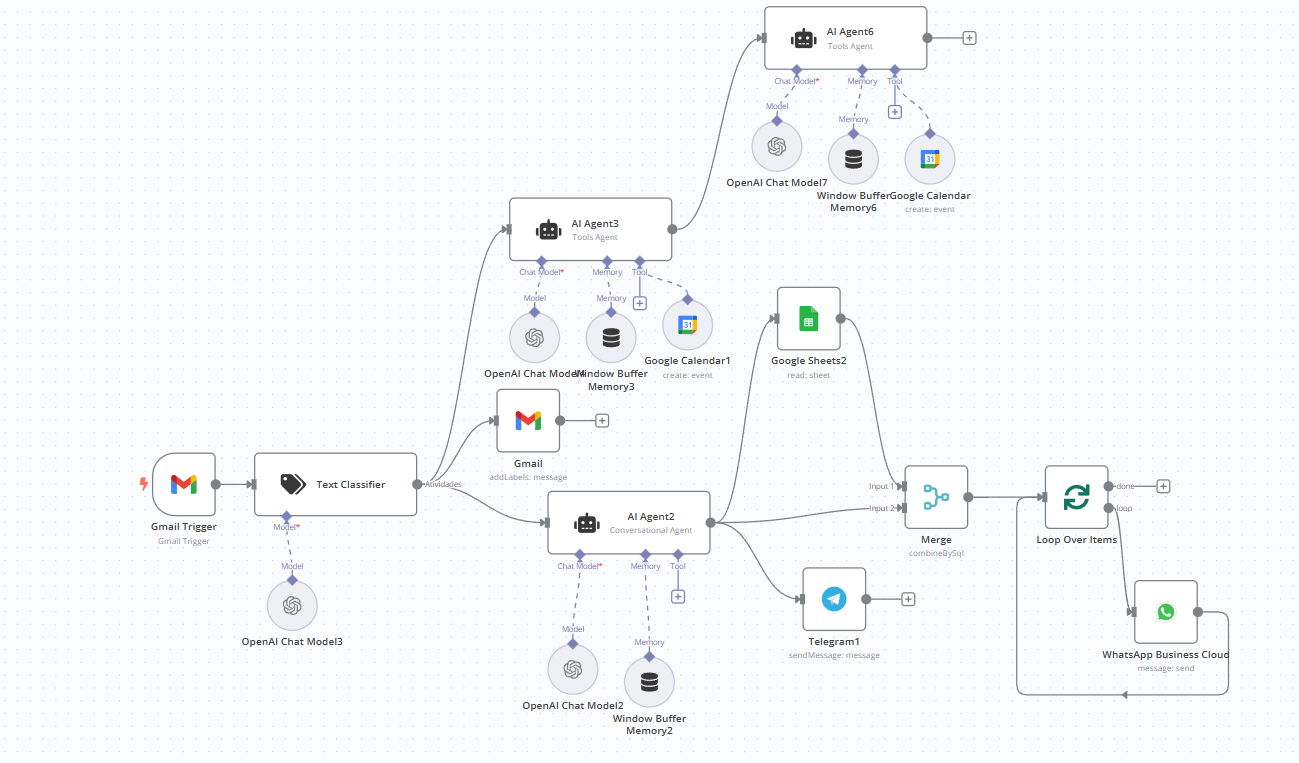 AI Agent6
Tools Agent
Chat Model*
Memory
Tool
Model
Memory
OpenAI Chat Model7
Window Buffer
Memory6
Google Calendar
create: event
AI Agent3
Tools Agent
Chat Model*
Memory
Tool
Model
Memory
OpenAI Chat Model
Window Buffer
Memory3
Google Calendar1
create: event
Google Sheets2
read: sheet
Gmail
addLabels: message
Gmail Trigger
Gmail Trigger
Text Classifier
Atividades
Model*
Model
OpenAI Chat Model3
AI Agent2
Conversational Agent
Chat Model*
Memory
Tool
Model
Memory
OpenAI Chat Model2
Window Buffer
Memory2
Input 1
Input 2
Merge
combineBySql
done
loop
Loop Over Items
Telegram1
sendMessage: message
WhatsApp Business Cloud
message: send